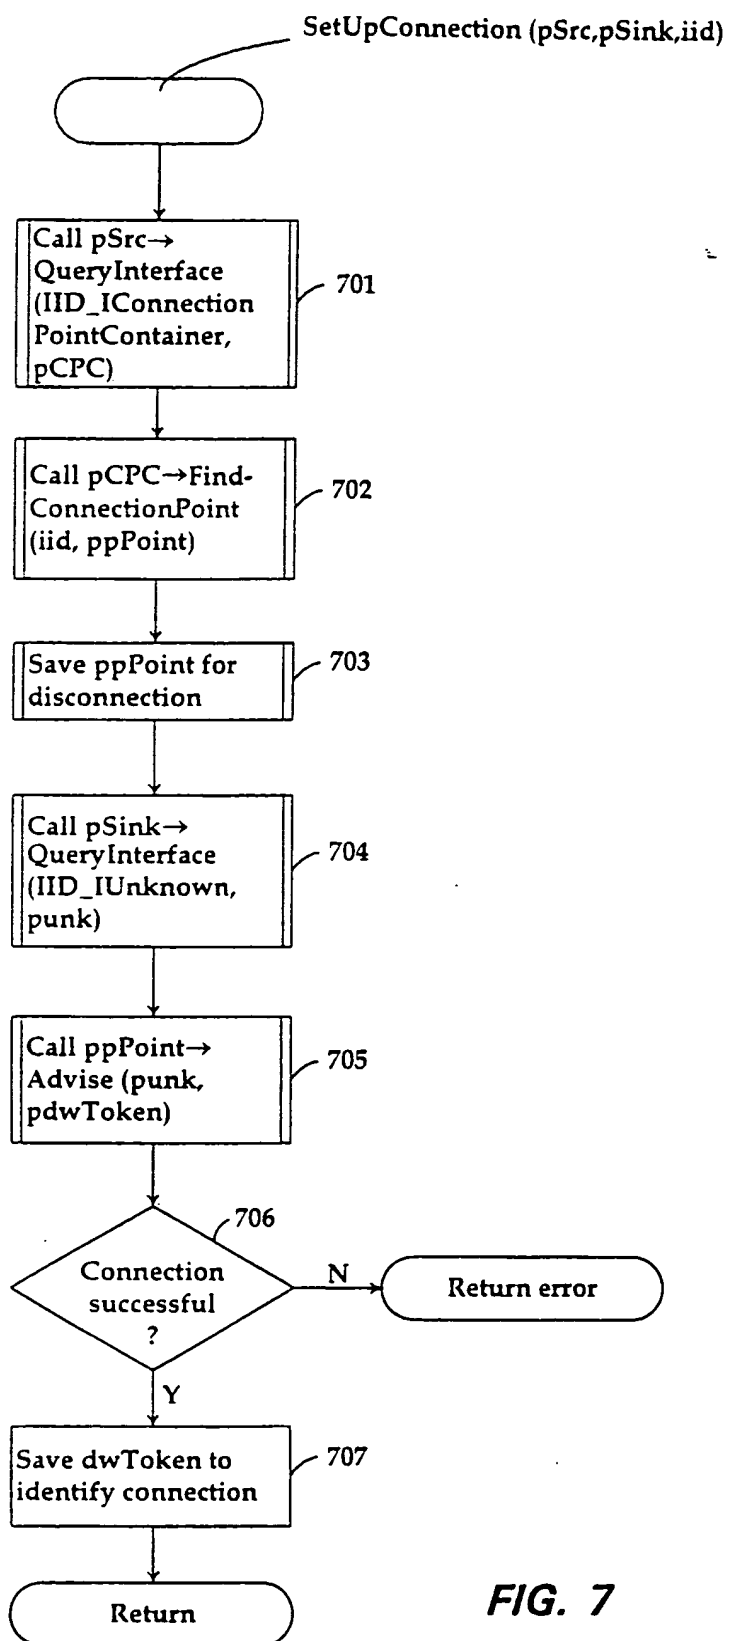 SetUpConnection (pSrc,pSink,iid)
Call pSrc→
QueryInterface
(IID_IConnection
PointContainer,
pCPC)
701
Call pCPC→Find-
ConnectionPoint
(iid, ppPoint)
702
Save ppPoint for
disconnection
703
Call pSink→
QueryInterface
(IID_IUnknown,
punk)
704
Call ppPoint→
Advise (punk,
pdwToken)
705
706
Connection
successful
?
N
Return error
Y
Save dwToken to
identify connection
707
Return
FIG. 7